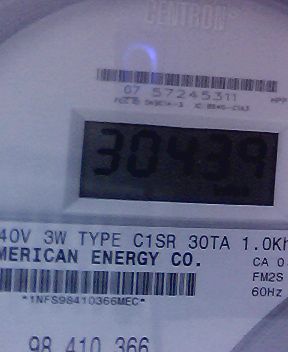 CENTRON®
07 57245311
30439
40V 3W TYPE C1SR 30TA 1.0Kh
MERICAN ENERGY CO.
CA 0
FM2S
60Hz
*1NFS98410366MEC*
98 410 366